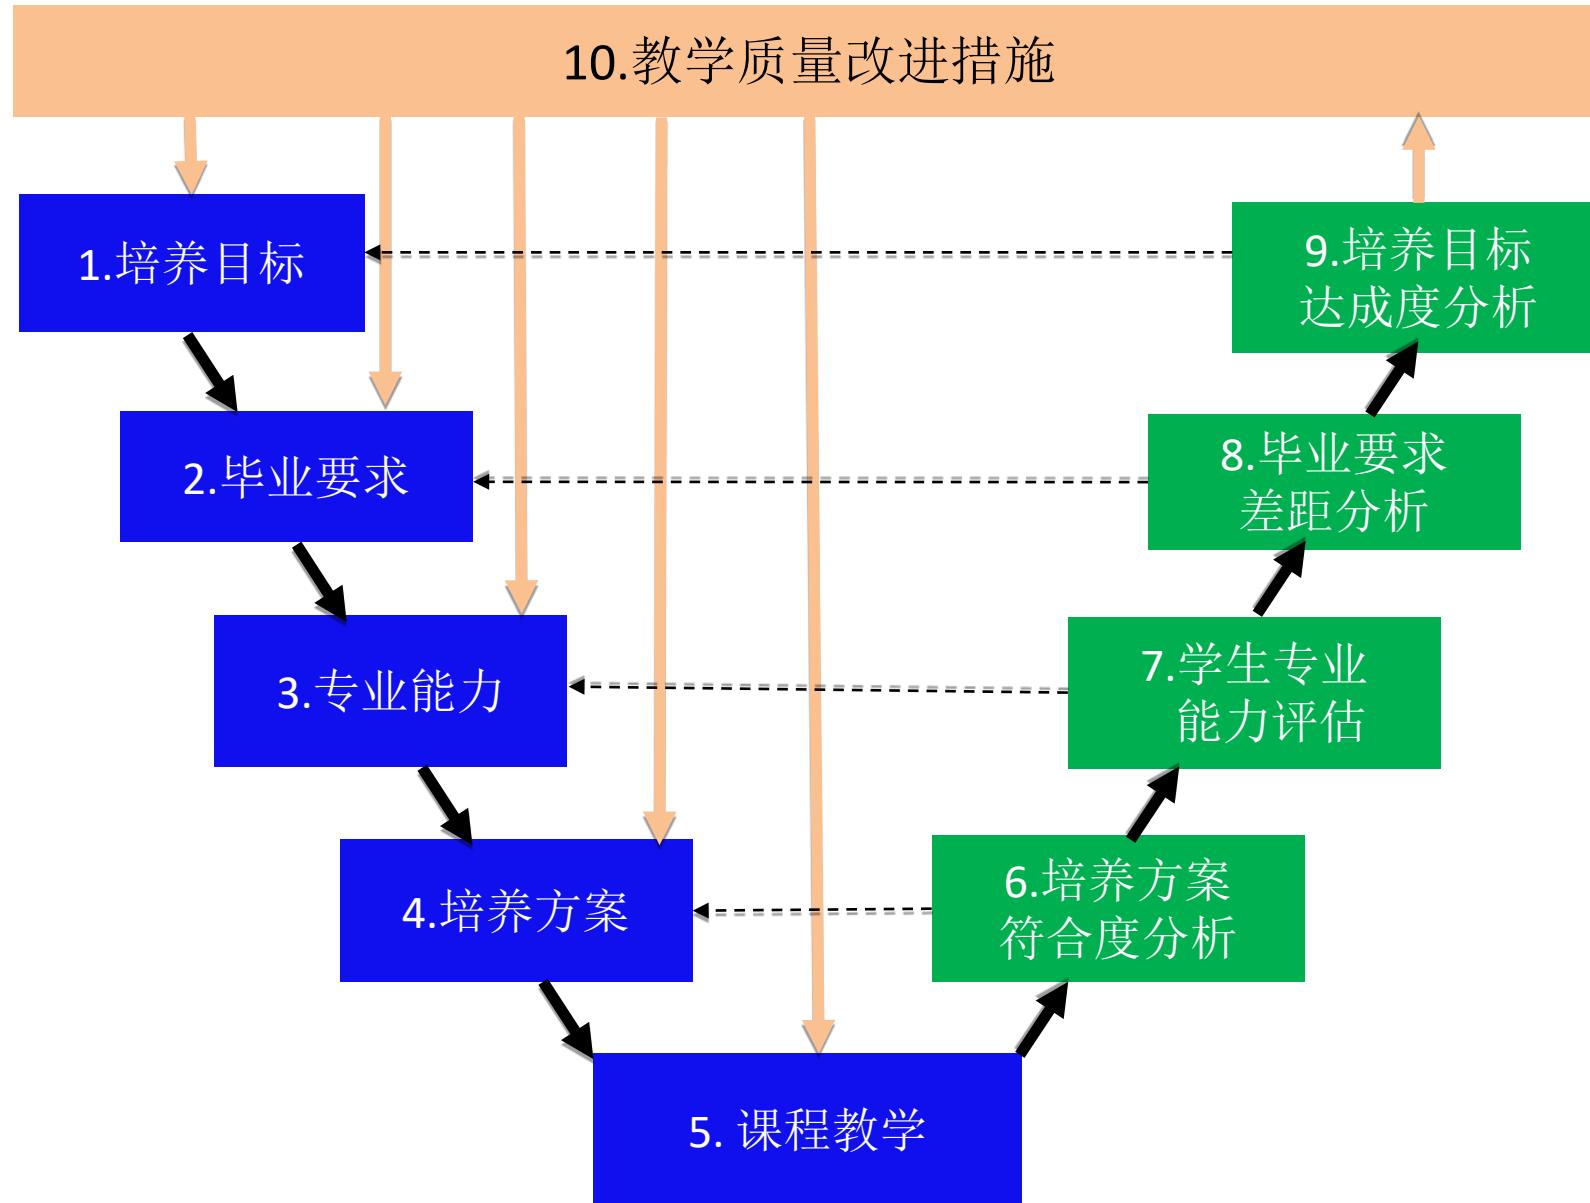 10.教学质量改进措施
1.培养目标
9.培养目标
达成度分析
2.毕业要求
8.毕业要求
差距分析
3.专业能力
7.学生专业
能力评估
4.培养方案
6.培养方案
符合度分析
5. 课程教学